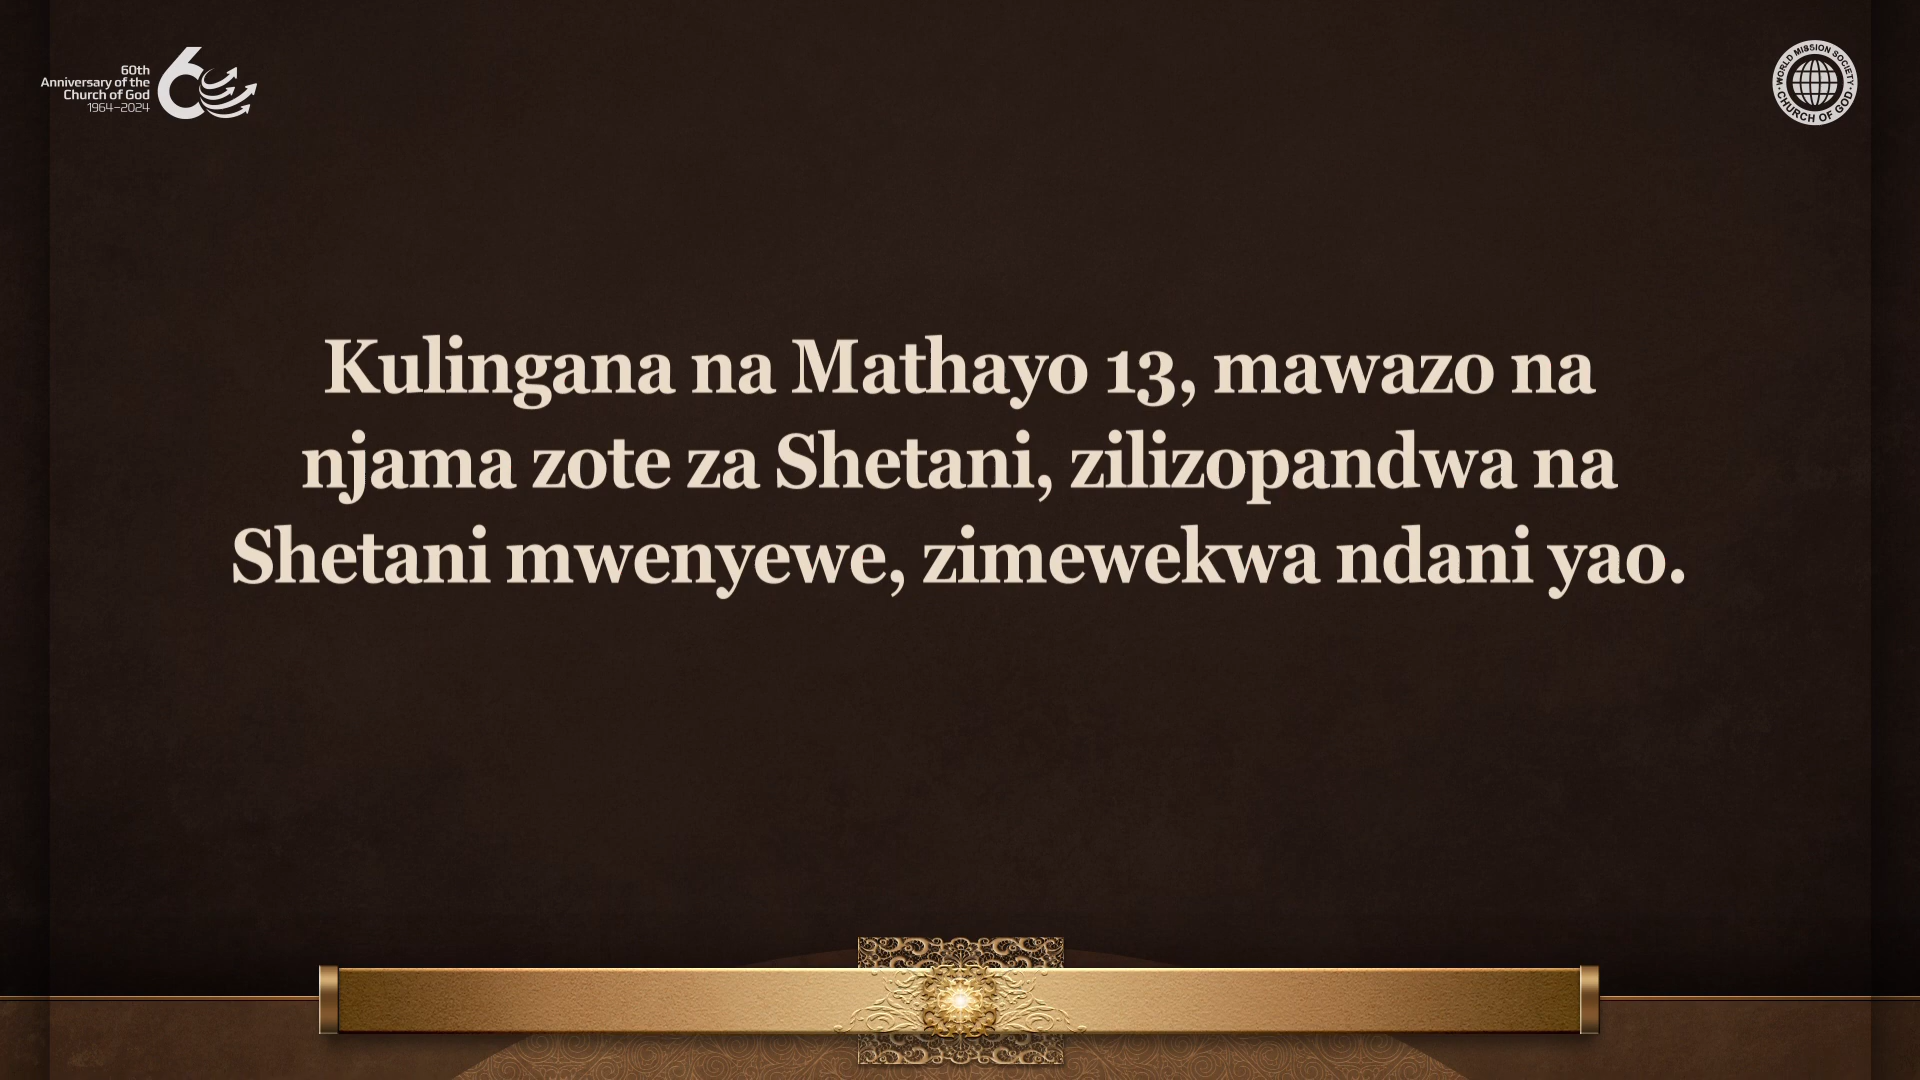 60th
Anniversary of the
Church of God
1964–2024
WORLD MISSION SOCIETY
CHURCH OF GOD
Kulingana na Mathayo 13, mawazo na
njama zote za Shetani, zilizopandwa na
Shetani mwenyewe, zimewekwa ndani yao.